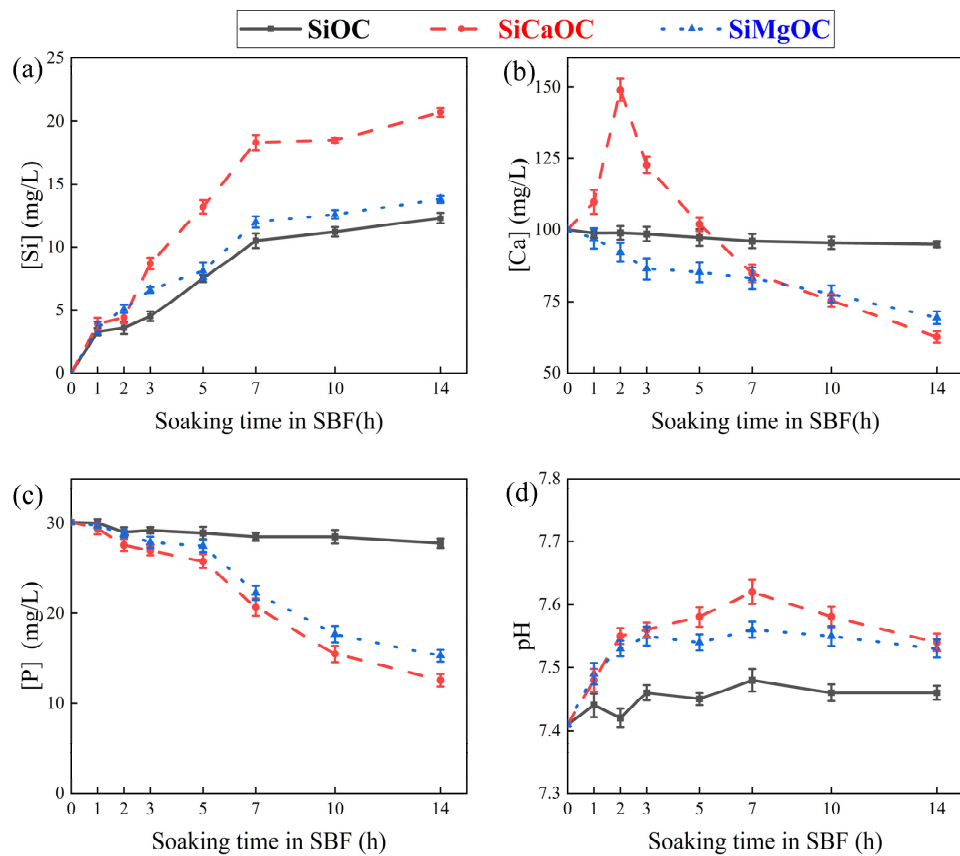 SiOC SiCaOC SiMgOC
(a)
25
20
15
10
5
0
[Si] (mg/L)
0 1 2 3 5 7 10 14
Soaking time in SBF(h)
(b)
150
125
100
75
50
[Ca] (mg/L)
0 1 2 3 5 7 10 14
Soaking time in SBF(h)
(c)
30
20
10
0
[P] (mg/L)
0 1 2 3 5 7 10 14
Soaking time in SBF (h)
(d)
7.8
7.7
7.6
7.5
7.4
7.3
pH
0 1 2 3 5 7 10 14
Soaking time in SBF (h)